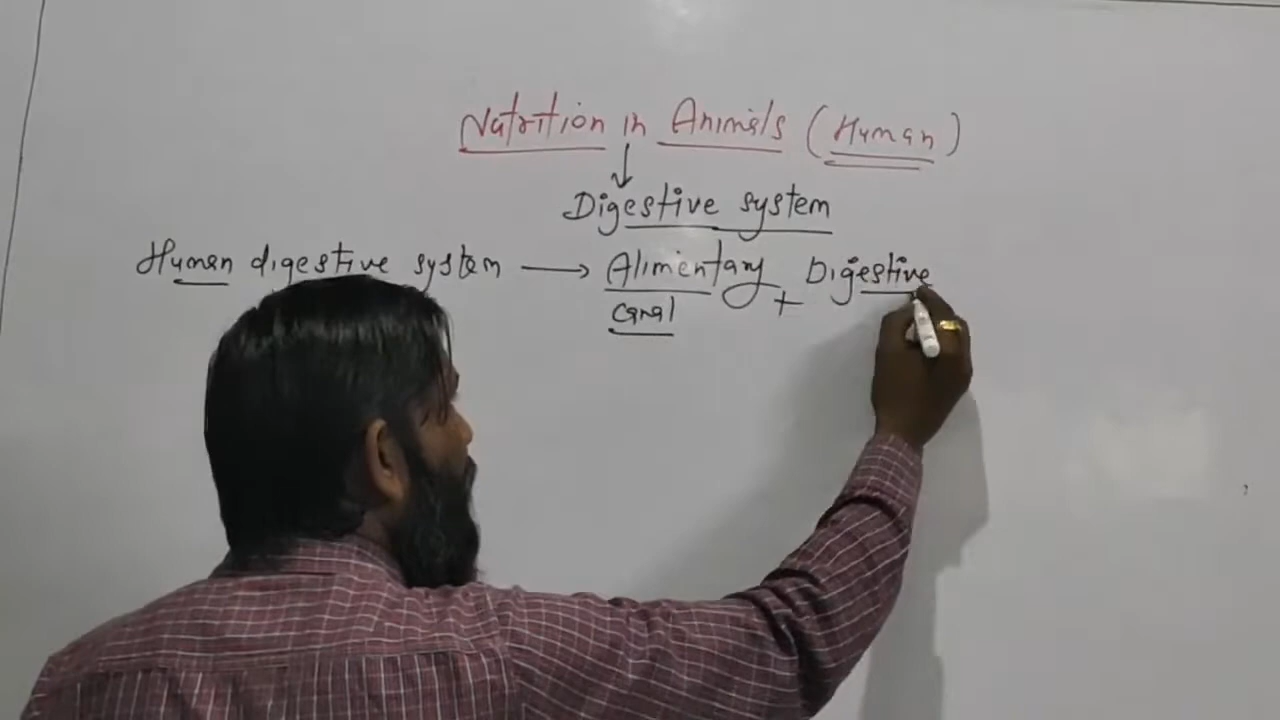 Nutrition in Animals (Human)
↓
Digestive system
Human digestive system → Alimentary canal + Digestive